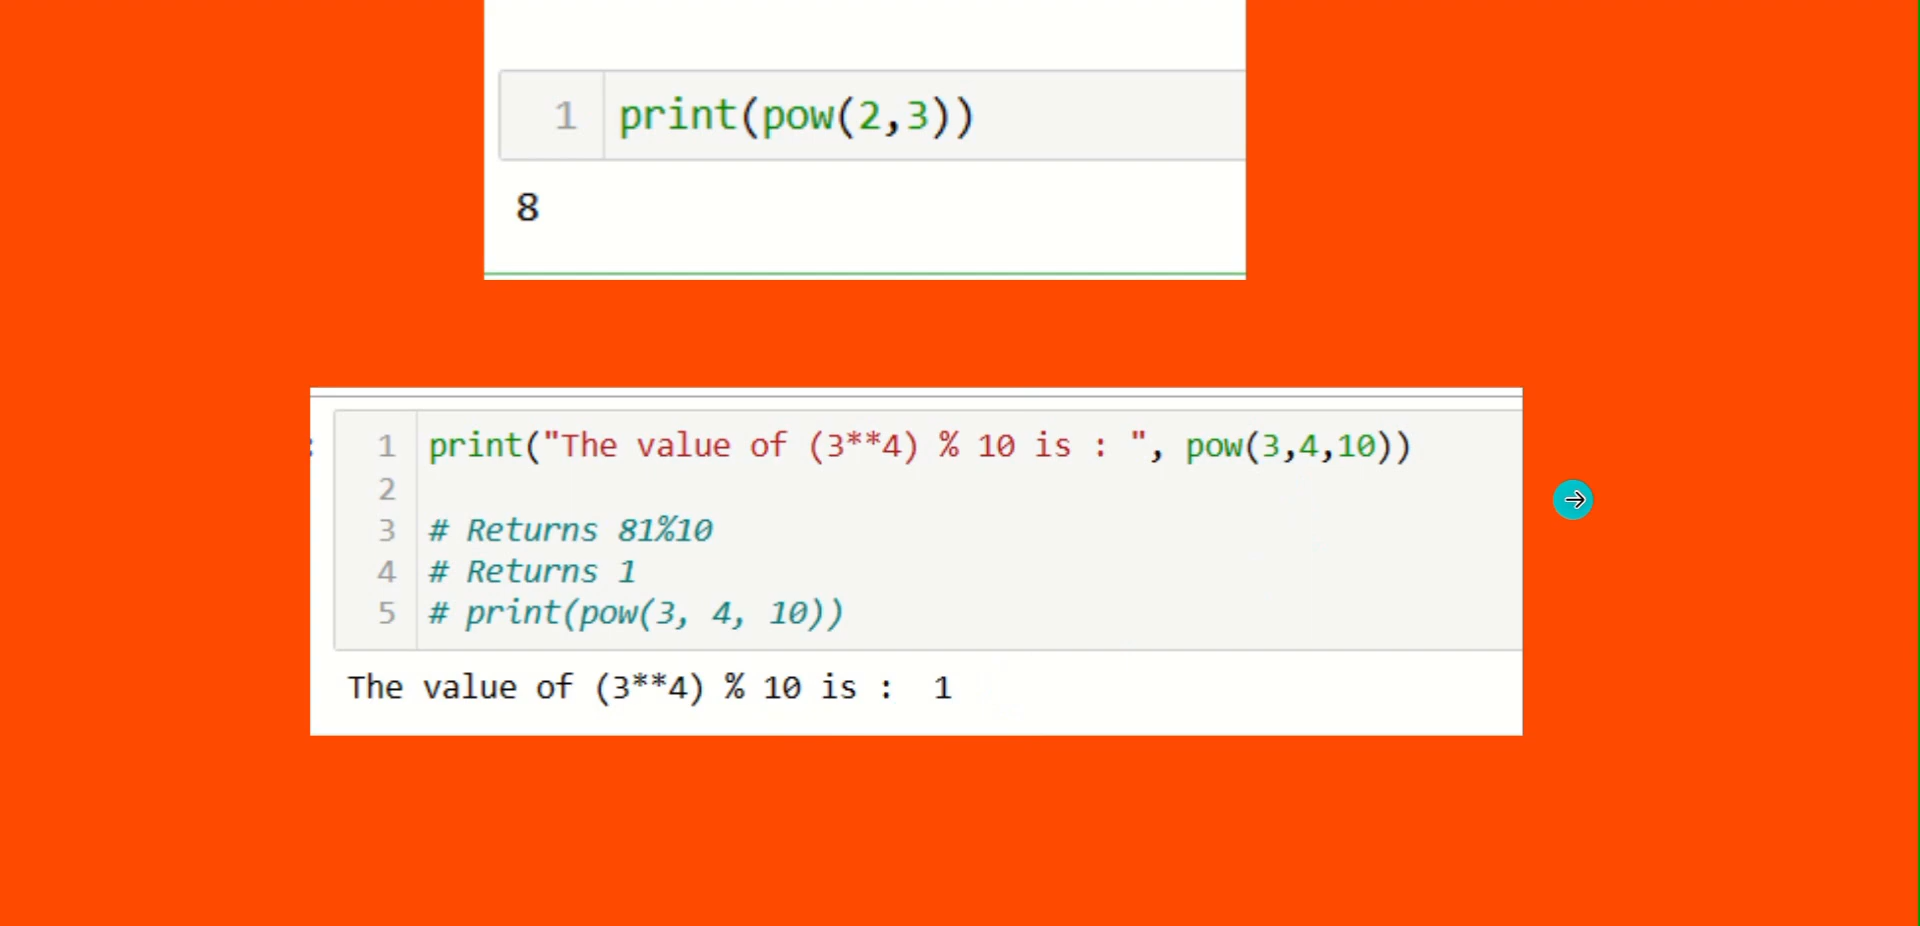 1 print(pow(2,3))
8
1 print("The value of (3**4) % 10 is : ", pow(3,4,10))
2
3 # Returns 81%10
4 # Returns 1
5 # print(pow(3, 4, 10))
The value of (3**4) % 10 is :  1